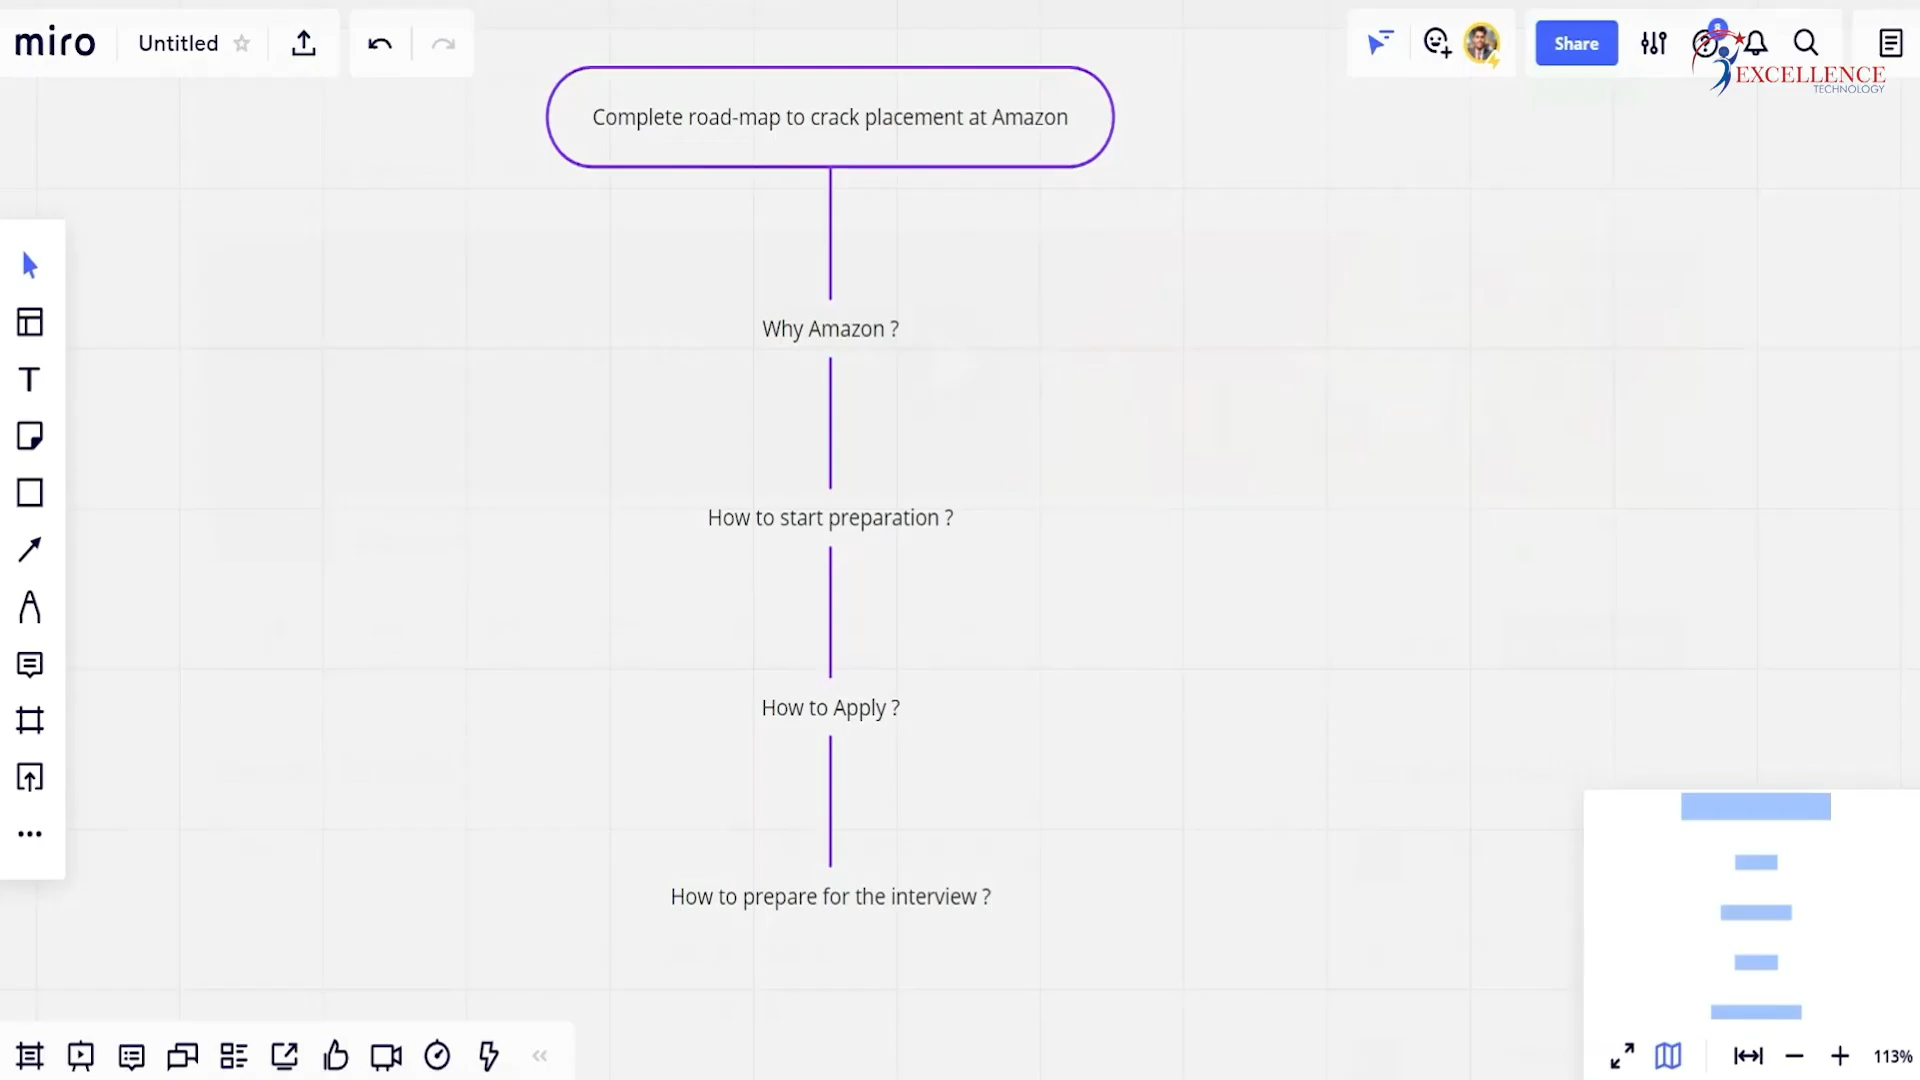 miro
Untitled
Share
8
EXCELLENCE
TECHNOLOGY
Complete road-map to crack placement at Amazon
Why Amazon ?
How to start preparation ?
How to Apply ?
How to prepare for the interview ?
113%